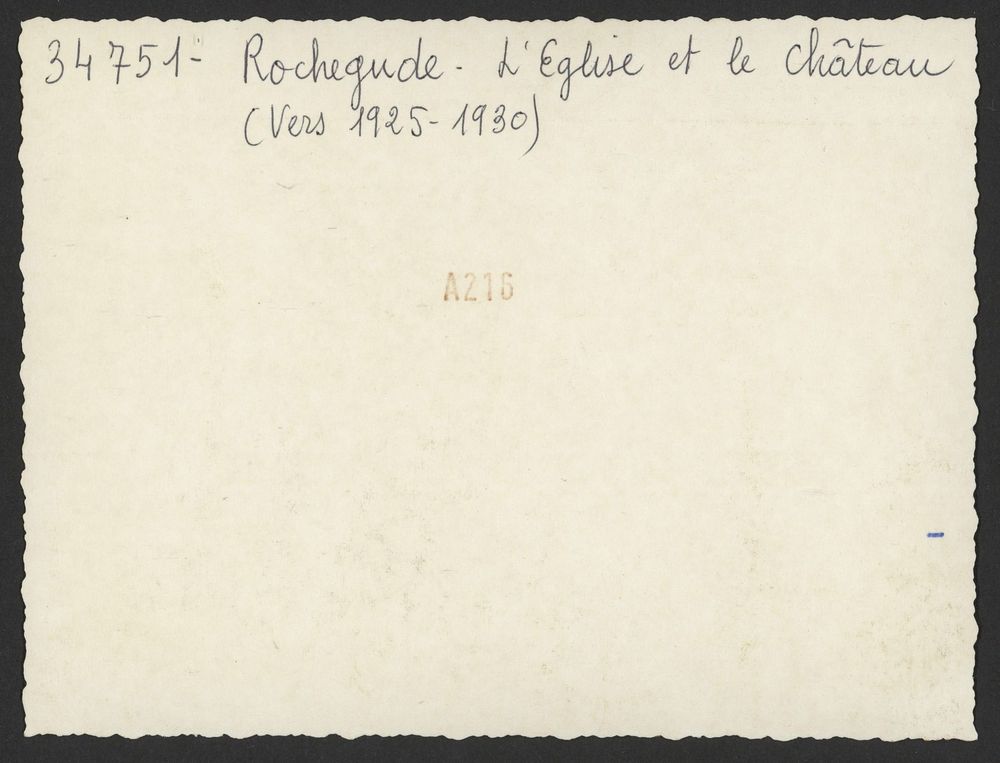 34751- Rochegude - L'Eglise et le Château
(Vers 1925-1930)
A216